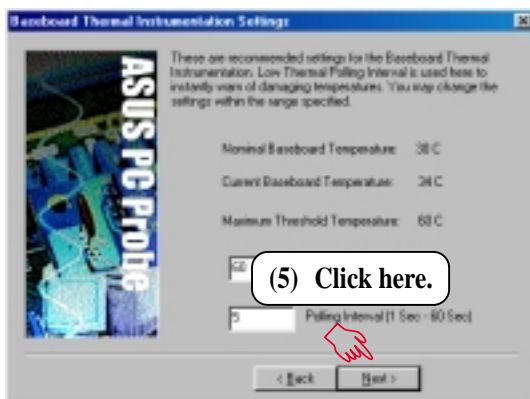 Baseboard Thermal Instrumentation Settings
ASUS PC Probe
These are recommended settings for the Baseboard Thermal
Instrumentation. Low Thermal Polling Interval is used here to
instantly warn of damaging temperatures. You may change the
settings within the range specified.
Nominal Baseboard Temperature: 30 C
Current Baseboard Temperature: 34 C
Maximum Threshold Temperature: 60 C
60
(5) Click here.
5 Polling Interval (1 Sec - 60 Sec)
< Back Next >